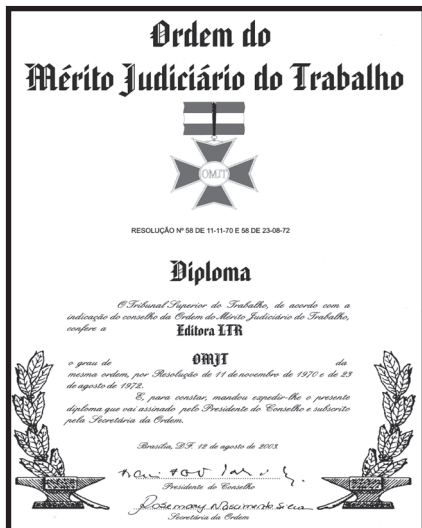 Ordem do
Mérito Judiciário do Trabalho
OMJT
RESOLUÇÃO Nº 58 DE 11-11-70 E 58 DE 23-08-72
Diploma
O Tribunal Superior do Trabalho, de acordo com a
indicação do conselho da Ordem do Mérito Judiciário do Trabalho,
confere a
Editora LTR
o grau de OMJT da
mesma ordem, por Resolução de 11 de novembro de 1970 e de 23
de agosto de 1972.
E, para constar, mandou expedir-lhe o presente
diploma que vai assinado pelo Presidente do Conselho e subscrito
pela Secretária da Ordem.
Brasília, D.F. 12 de agosto de 2003.
Presidente do Conselho
Rosemary Nascimento
Secretária da Ordem